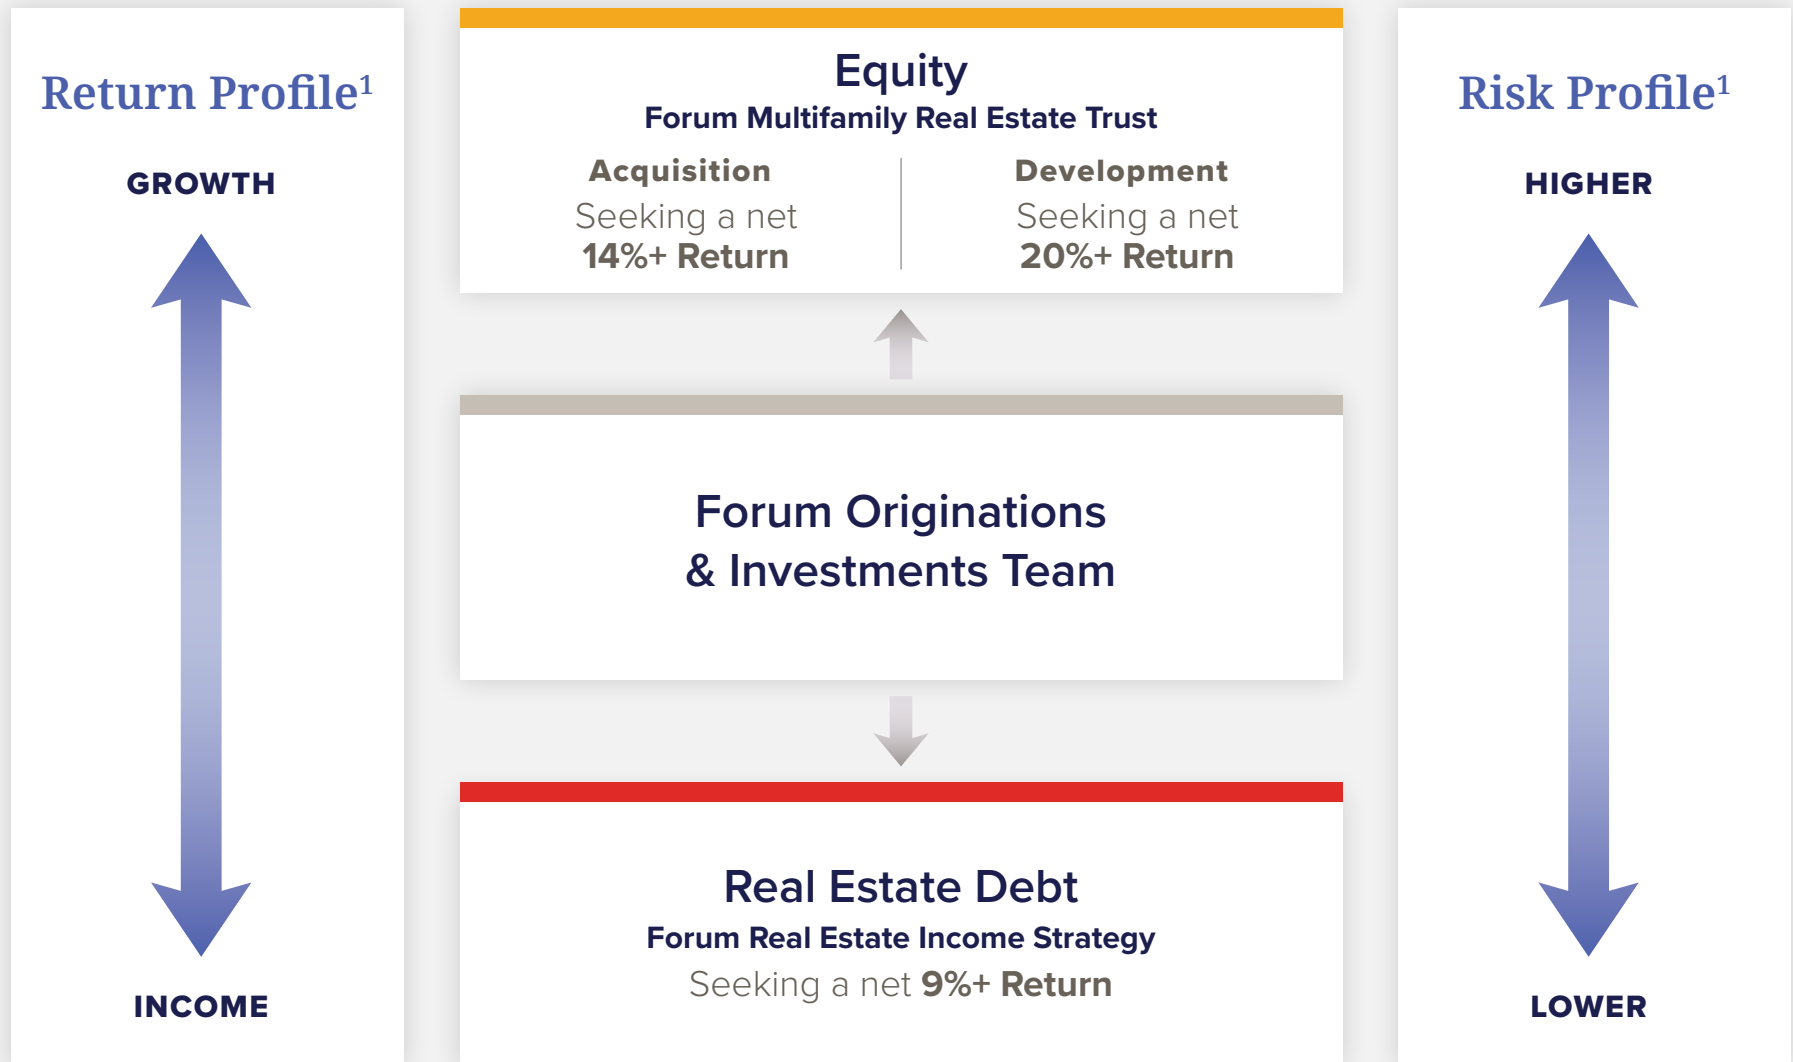 Return Profile¹
GROWTH
INCOME
Equity
Forum Multifamily Real Estate Trust
Acquisition
Seeking a net
14%+ Return
Development
Seeking a net
20%+ Return
Forum Originations
& Investments Team
Real Estate Debt
Forum Real Estate Income Strategy
Seeking a net 9%+ Return
Risk Profile¹
HIGHER
LOWER